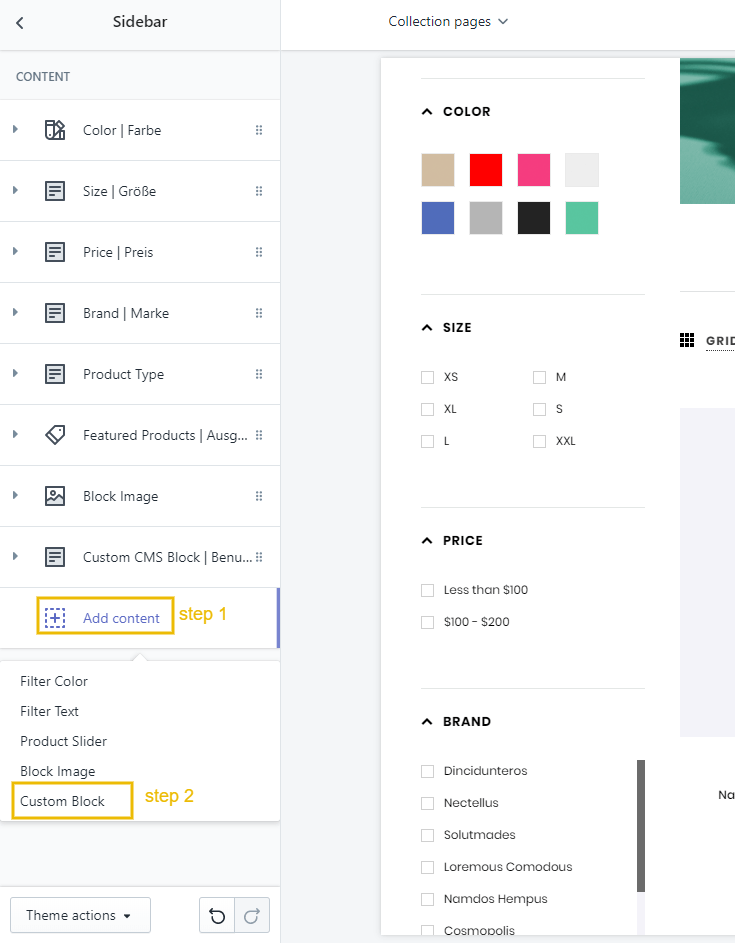 Sidebar
Collection pages
CONTENT
Color | Farbe
Size | Größe
Price | Preis
Brand | Marke
Product Type
Featured Products | Ausg...
Block Image
Custom CMS Block | Benu...
Add content
step 1
Filter Color
Filter Text
Product Slider
Block Image
Custom Block
step 2
Theme actions
COLOR
SIZE
XS
M
XL
S
L
XXL
PRICE
Less than $100
$100 - $200
BRAND
Dincidunteros
Nectellus
Solutmades
Loremous Comodous
Namdos Hempus
Cosmopolis
GRID
Na